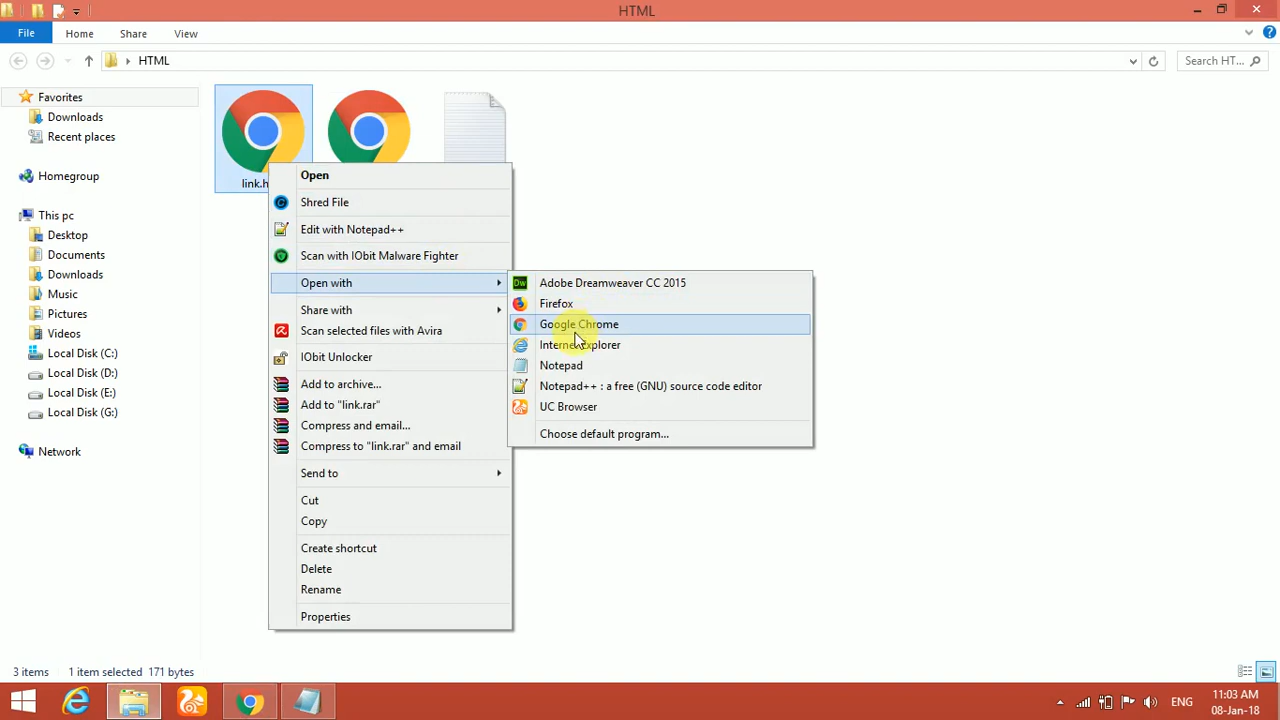 HTML
File
Home
Share
View
HTML
Search HT...
Favorites
Downloads
Recent places
Homegroup
This pc
Desktop
Documents
Downloads
Music
Pictures
Videos
Local Disk (C:)
Local Disk (D:)
Local Disk (E:)
Local Disk (G:)
Network
link.h
Open
Shred File
Edit with Notepad++
Scan with IObit Malware Fighter
Open with
Share with
Scan selected files with Avira
IObit Unlocker
Add to archive...
Add to "link.rar"
Compress and email...
Compress to "link.rar" and email
Send to
Cut
Copy
Create shortcut
Delete
Rename
Properties
Dw
Adobe Dreamweaver CC 2015
Firefox
Google Chrome
Internet Explorer
Notepad
Notepad++ : a free (GNU) source code editor
UC Browser
Choose default program...
3 items
1 item selected 171 bytes
ENG
11:03 AM
08-Jan-18